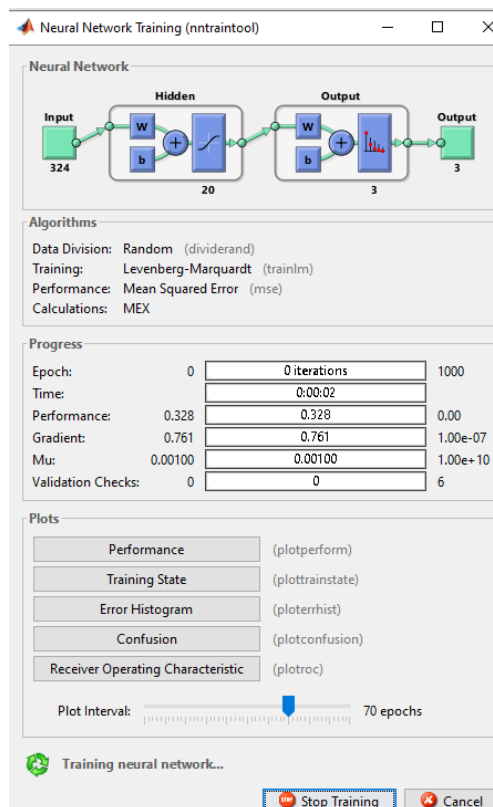 Neural Network Training (nntraintool)
Neural Network
Hidden Output
Input Output
W W
b b
324 20 3 3
Algorithms
Data Division: Random (dividerand)
Training: Levenberg-Marquardt (trainlm)
Performance: Mean Squared Error (mse)
Calculations: MEX
Progress
Epoch: 0 0 iterations 1000
Time: 0:00:02
Performance: 0.328 0.328 0.00
Gradient: 0.761 0.761 1.00e-07
Mu: 0.00100 0.00100 1.00e+10
Validation Checks: 0 0 6
Plots
Performance (plotperform)
Training State (plottrainstate)
Error Histogram (ploterrhist)
Confusion (plotconfusion)
Receiver Operating Characteristic (plotroc)
Plot Interval: 70 epochs
Training neural network...
Stop Training Cancel